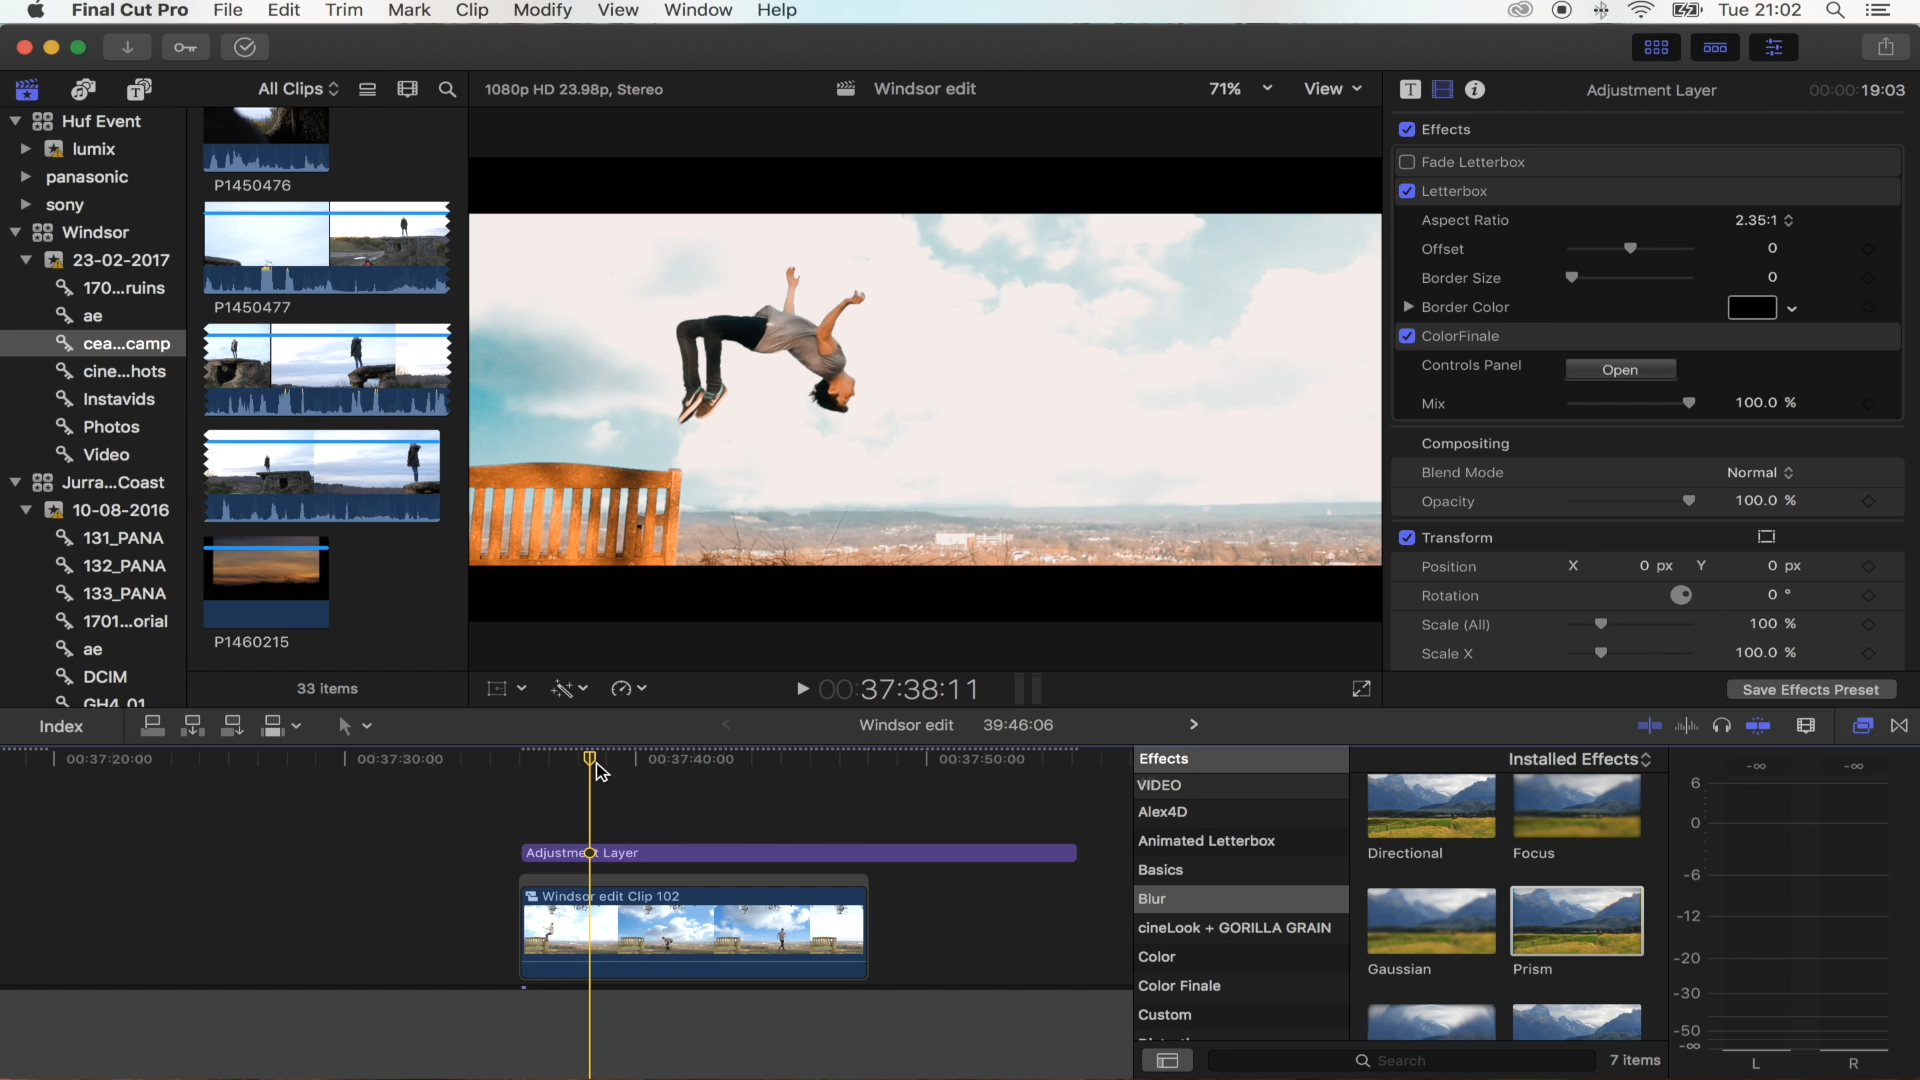 Final Cut Pro File Edit Trim Mark Clip Modify View Window Help Tue 21:02
All Clips
1080p HD 23.98p, Stereo Windsor edit 71% View
T Adjustment Layer 00:00:19:03
Huf Event
lumix
panasonic
sony
Windsor
23-02-2017
170...ruins
ae
cea...camp
cine...hots
Instavids
Photos
Video
Jurra...Coast
10-08-2016
131_PANA
132_PANA
133_PANA
1701...orial
ae
DCIM
GH4_01
P1450476
P1450477
P1460215
33 items
00:37:38:11
Effects
Fade Letterbox
Letterbox
Aspect Ratio 2.35:1
Offset 0
Border Size 0
Border Color
ColorFinale
Controls Panel Open
Mix 100.0 %
Compositing
Blend Mode Normal
Opacity 100.0 %
Transform
Position X 0 px Y 0 px
Rotation 0 °
Scale (All) 100 %
Scale X 100.0 %
Save Effects Preset
Index Windsor edit 39:46:06
00:37:20:00 00:37:30:00 00:37:40:00 00:37:50:00
Adjustment Layer
Windsor edit Clip 102
Effects
VIDEO
Alex4D
Animated Letterbox
Basics
Blur
cineLook + GORILLA GRAIN
Color
Color Finale
Custom
Installed Effects
Directional Focus
Gaussian Prism
Search 7 items
-∞ -∞
6
0
-6
-12
-20
-30
-50
-∞
L R